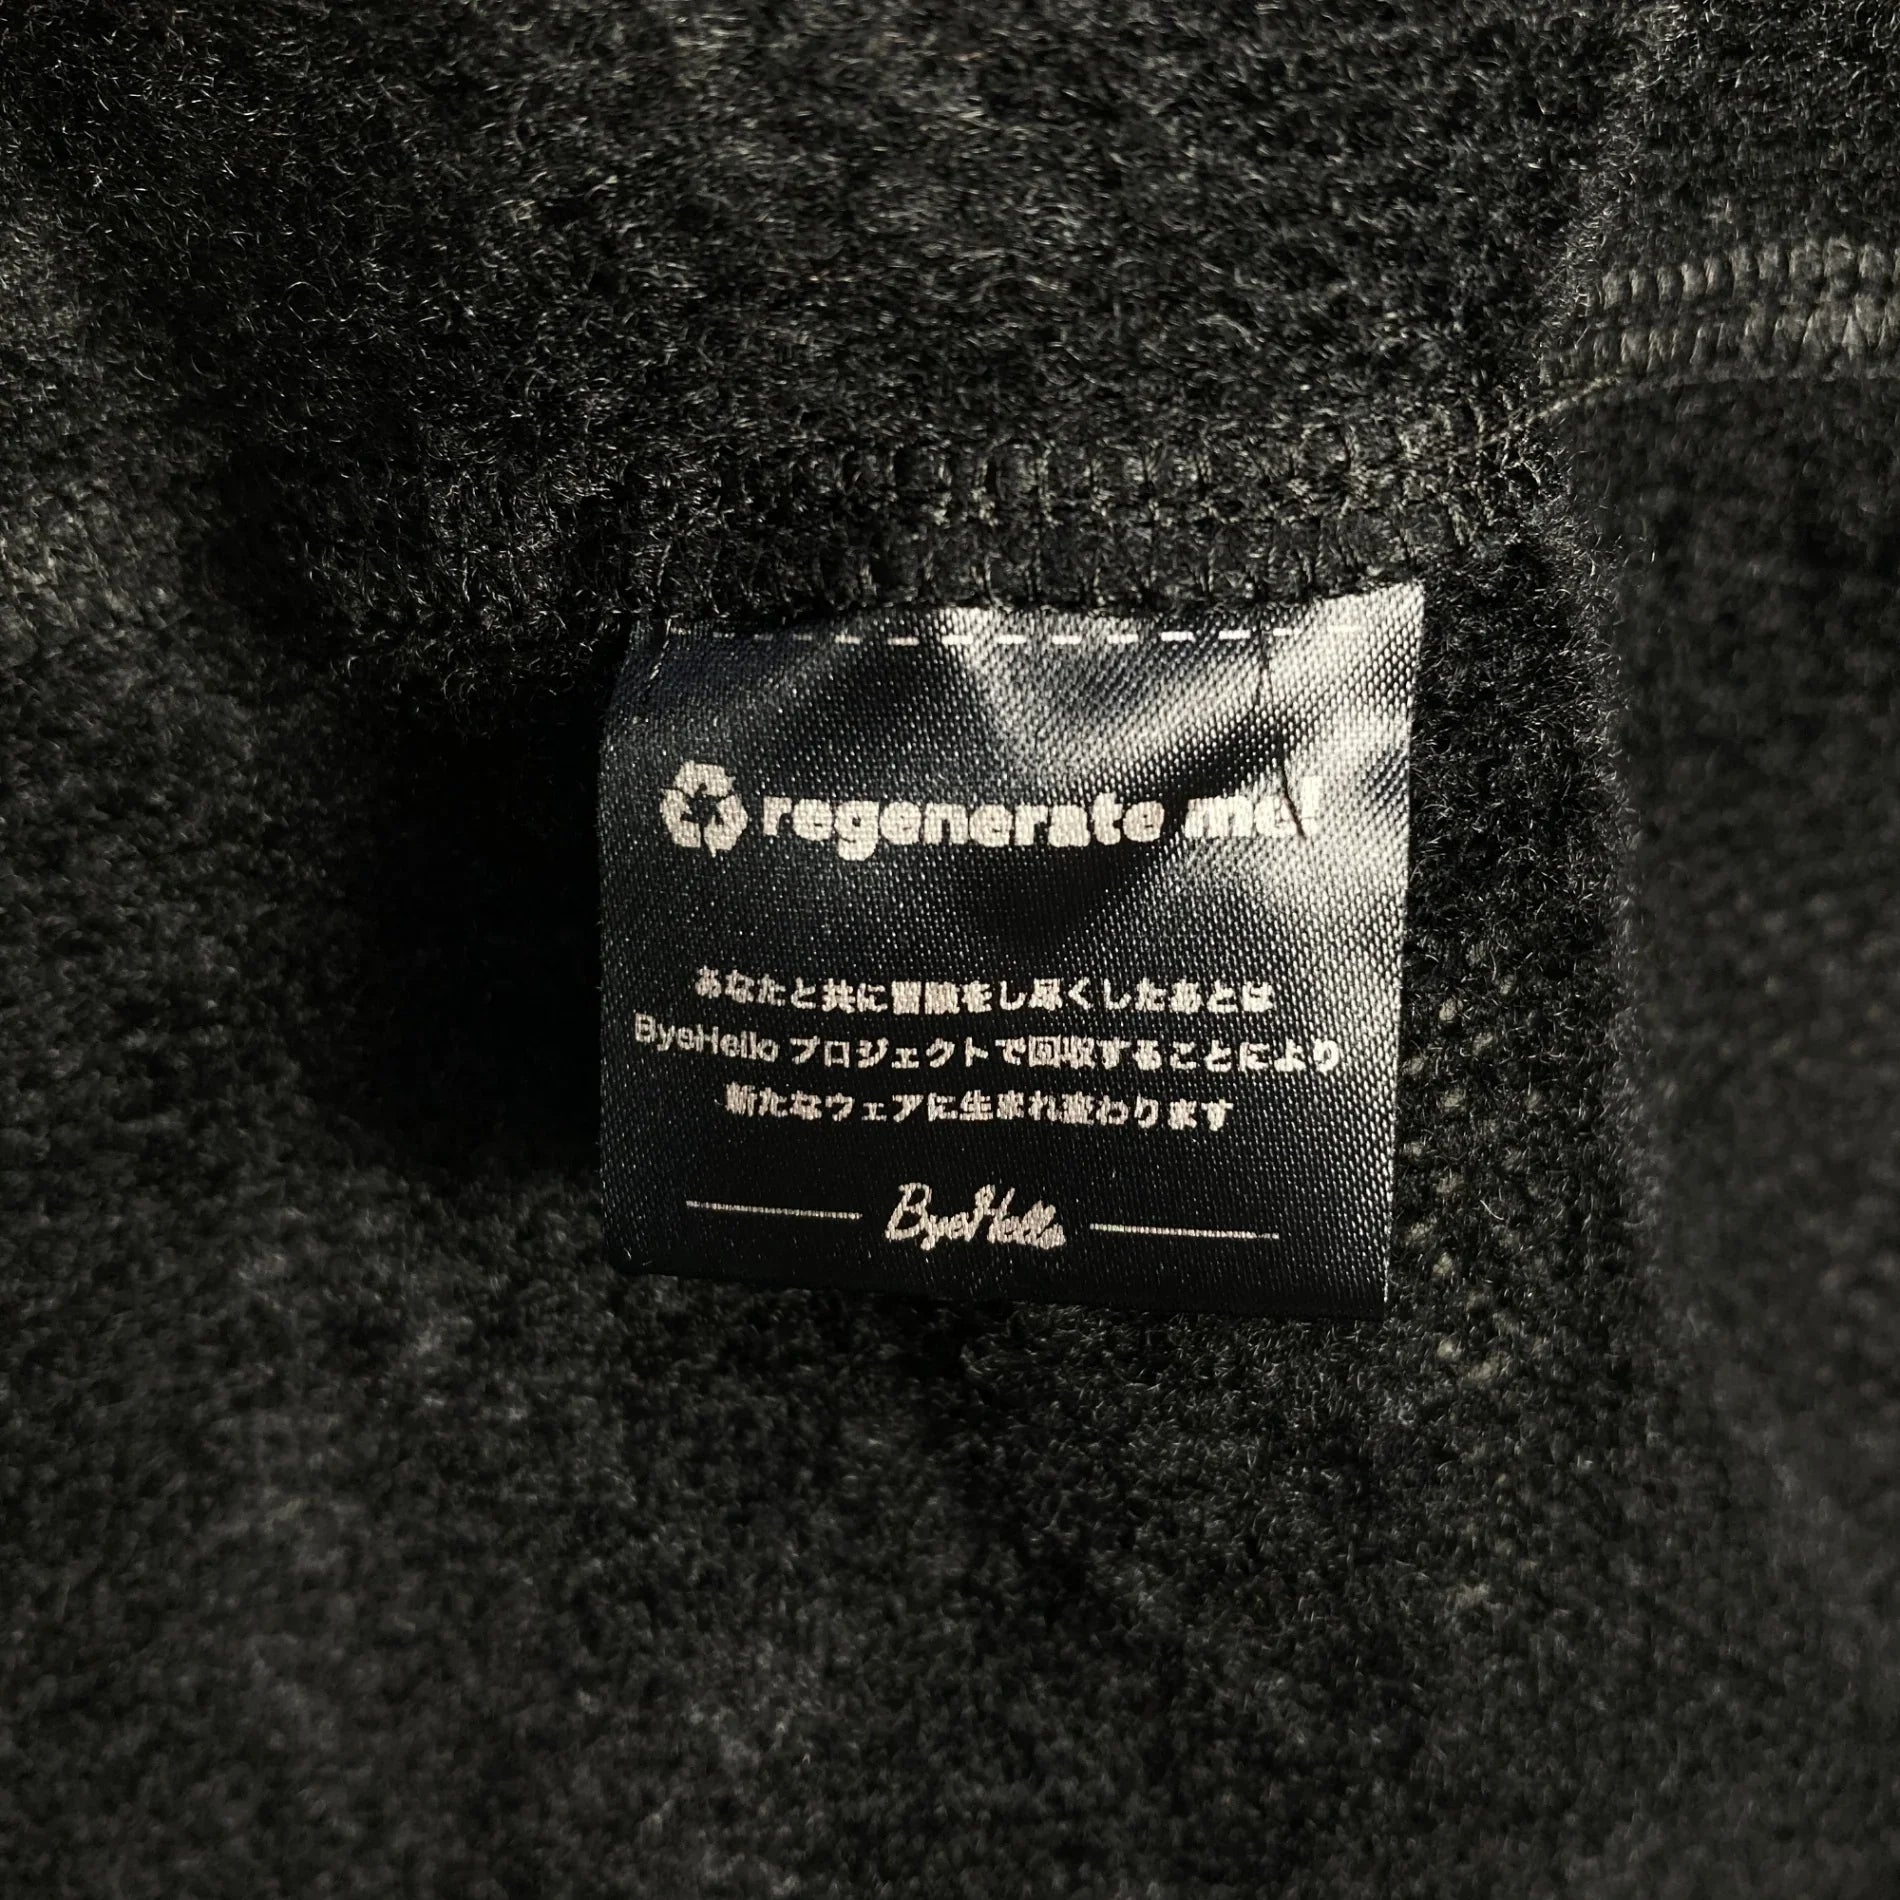 regenerate me!
あなたと共に冒険をし尽くしたあとは
ByeHello プロジェクトで回収することにより
新たなウェアに生まれ変わります
ByeHello